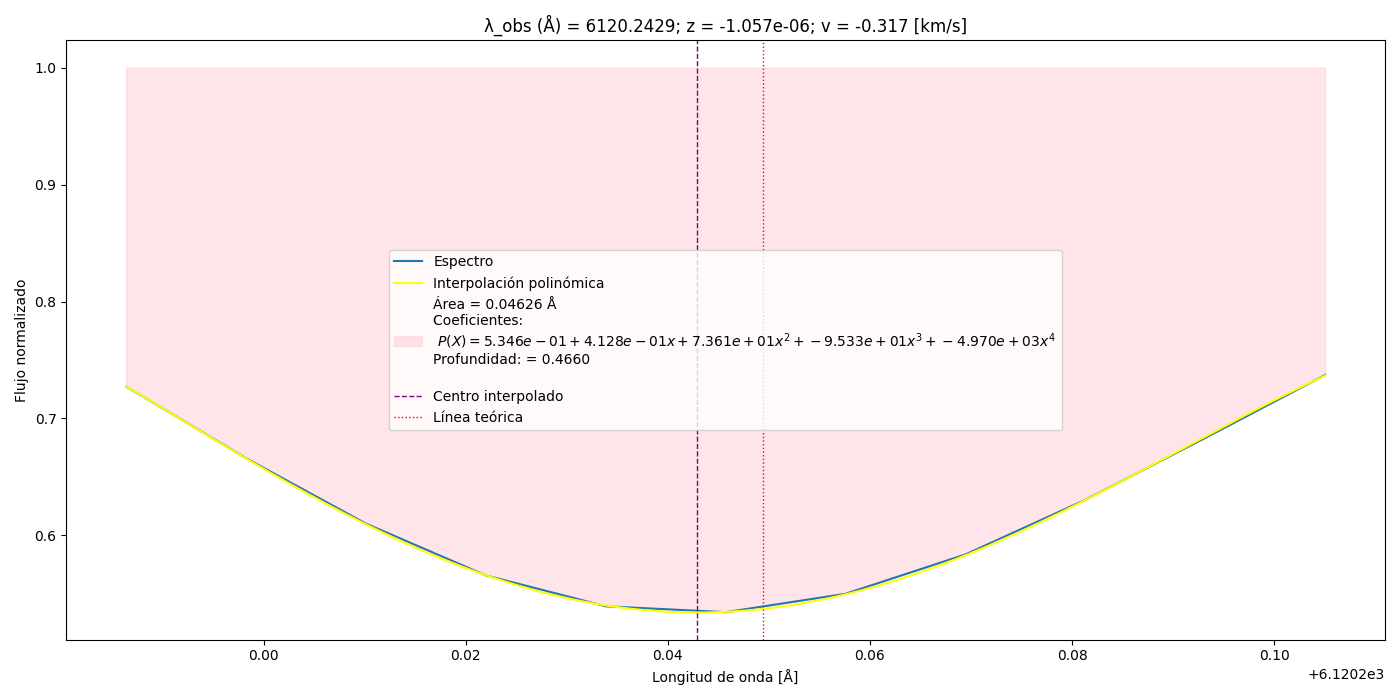 λ_obs (Å) = 6120.2429; z = -1.057e-06; v = -0.317 [km/s]
Flujo normalizado
1.0
0.9
0.8
0.7
0.6
Espectro
Interpolación polinómica
Área = 0.04626 Å
Coeficientes:
P(X) = 5.346e − 01 + 4.128e − 01x + 7.361e + 01x² + −9.533e + 01x³ + −4.970e + 03x⁴
Profundidad: = 0.4660
Centro interpolado
Línea teórica
0.00 0.02 0.04 0.06 0.08 0.10
+6.1202e3
Longitud de onda [Å]